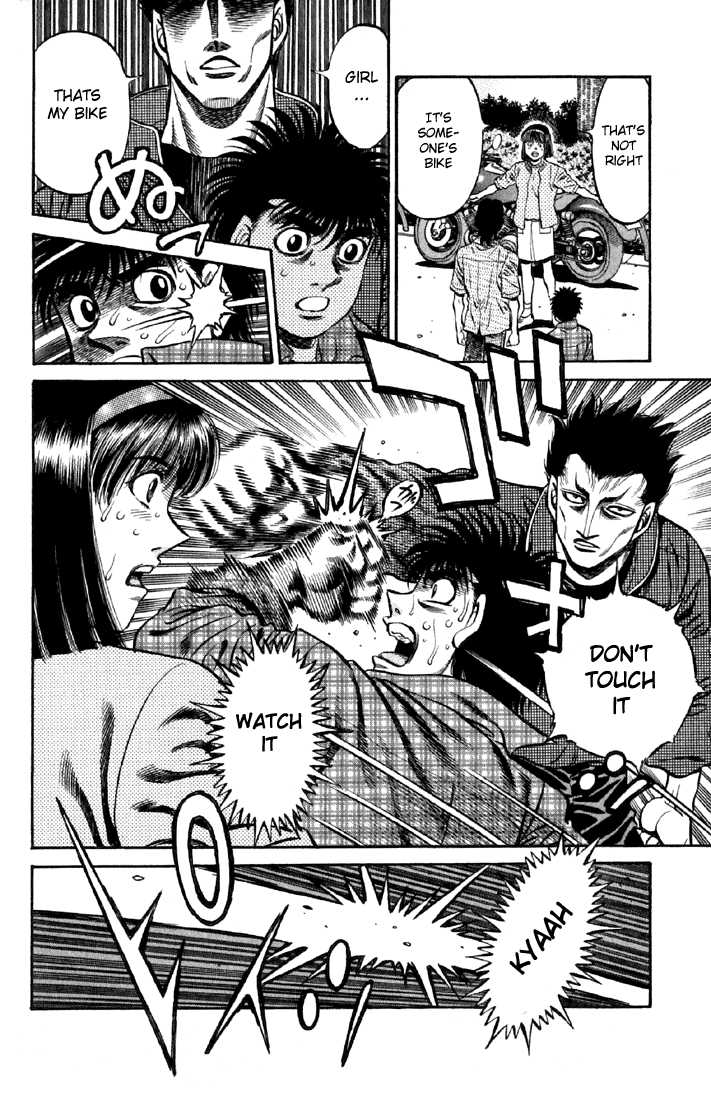 THAT'S
NOT
RIGHT
IT'S
SOME-
ONE'S
BIKE
GIRL
...
THATS
MY BIKE
ぬ
ッ
ゴッ
DON'T
TOUCH
IT
WATCH
IT
KYAAH